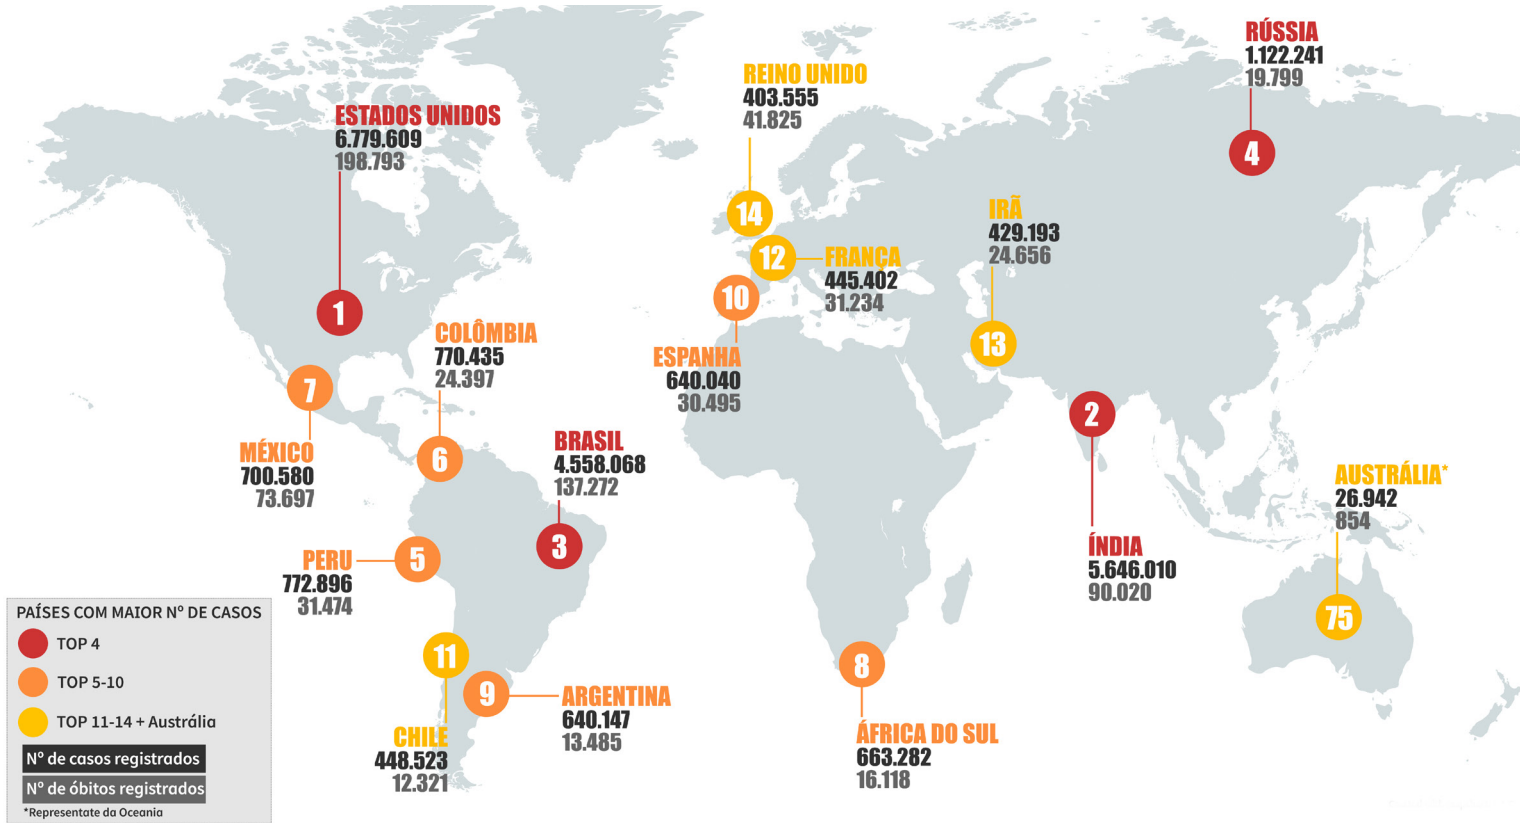 RÚSSIA
1.122.241
19.799
4
REINO UNIDO
403.555
41.825
14
ESTADOS UNIDOS
6.779.609
198.793
1
IRÃ
429.193
24.656
13
12
FRANÇA
445.402
31.234
10
ESPANHA
640.040
30.495
COLÔMBIA
770.435
24.397
6
7
MÉXICO
700.580
73.697
BRASIL
4.558.068
137.272
3
2
ÍNDIA
5.646.010
90.020
AUSTRÁLIA*
26.942
854
75
5
PERU
772.896
31.474
11
CHILE
448.523
12.321
9
ARGENTINA
640.147
13.485
8
ÁFRICA DO SUL
663.282
16.118
PAÍSES COM MAIOR Nº DE CASOS
TOP 4
TOP 5-10
TOP 11-14 + Austrália
Nº de casos registrados
Nº de óbitos registrados
*Representate da Oceania